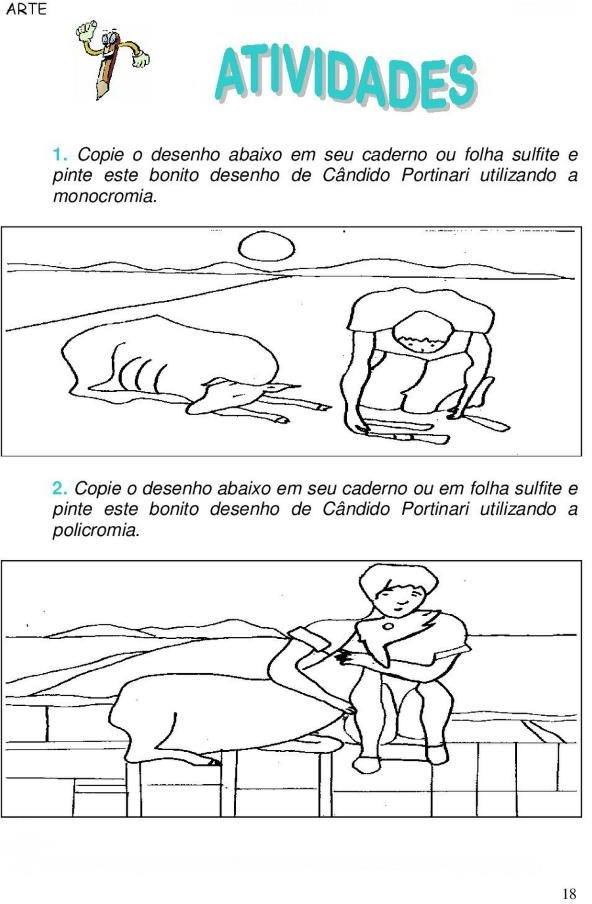 ARTE
ATIVIDADES
1. Copie o desenho abaixo em seu caderno ou folha sulfite e
pinte este bonito desenho de Cândido Portinari utilizando a
monocromia.
2. Copie o desenho abaixo em seu caderno ou em folha sulfite e
pinte este bonito desenho de Cândido Portinari utilizando a
policromia.
18